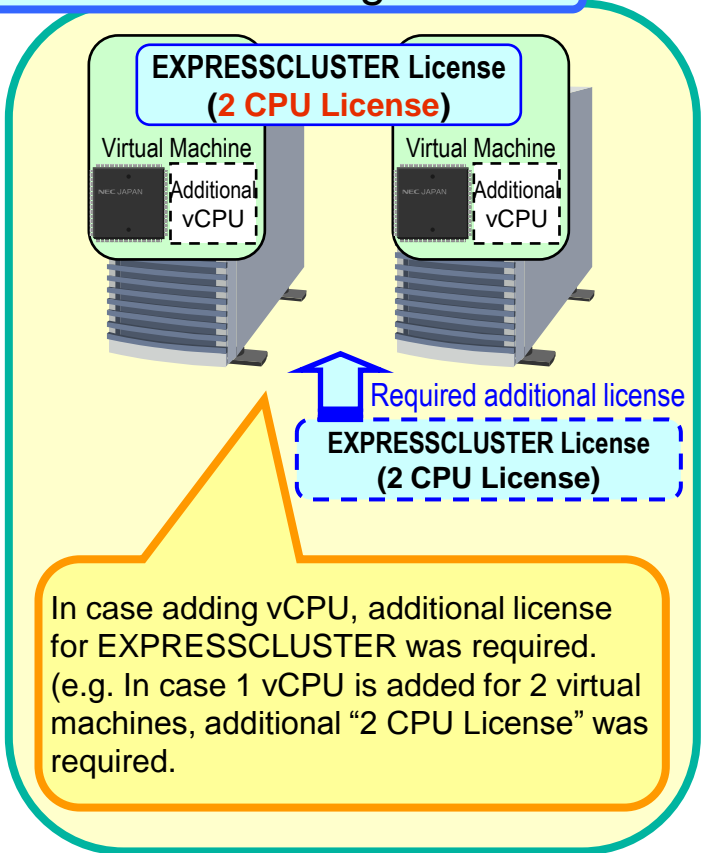 EXPRESSCLUSTER License
(2 CPU License)
Virtual Machine
NEC JAPAN
Additional
vCPU
Virtual Machine
NEC JAPAN
Additional
vCPU
Required additional license
EXPRESSCLUSTER License
(2 CPU License)
In case adding vCPU, additional license
for EXPRESSCLUSTER was required.
(e.g. In case 1 vCPU is added for 2 virtual
machines, additional “2 CPU License” was
required.